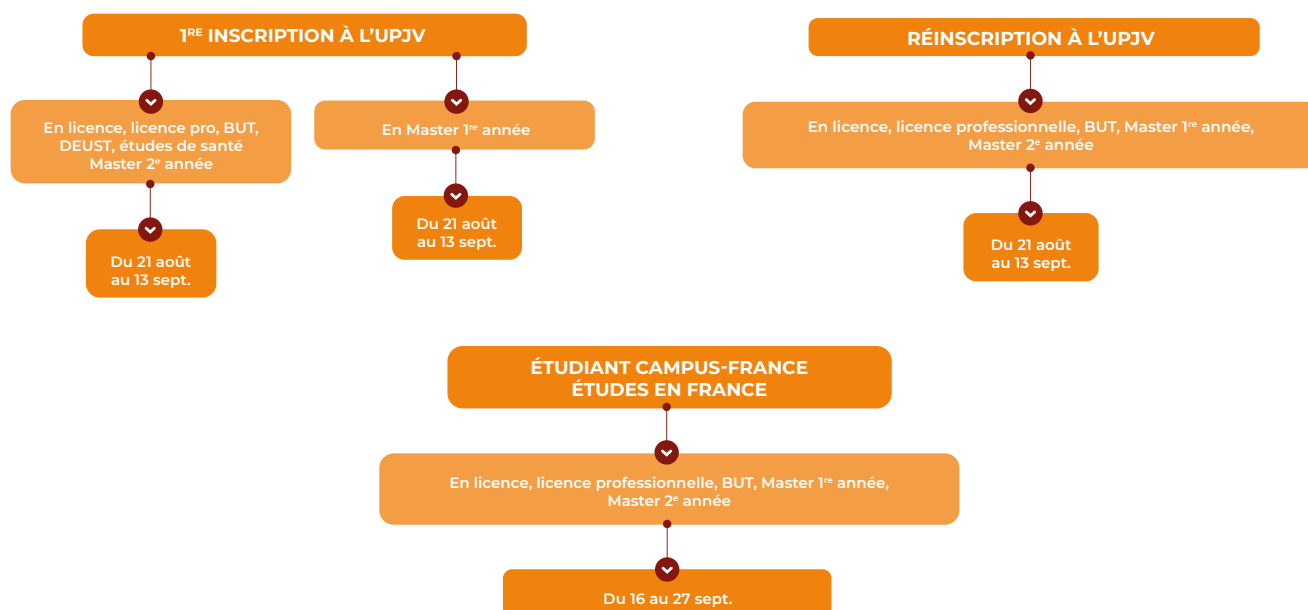 1RE INSCRIPTION À L'UPJV
En licence, licence pro, BUT,
DEUST, études de santé
Master 2e année
Du 21 août
au 13 sept.
En Master 1re année
Du 21 août
au 13 sept.
RÉINSCRIPTION À L'UPJV
En licence, licence professionnelle, BUT, Master 1re année,
Master 2e année
Du 21 août
au 13 sept.
ÉTUDIANT CAMPUS-FRANCE
ÉTUDES EN FRANCE
En licence, licence professionnelle, BUT, Master 1re année,
Master 2e année
Du 16 au 27 sept.